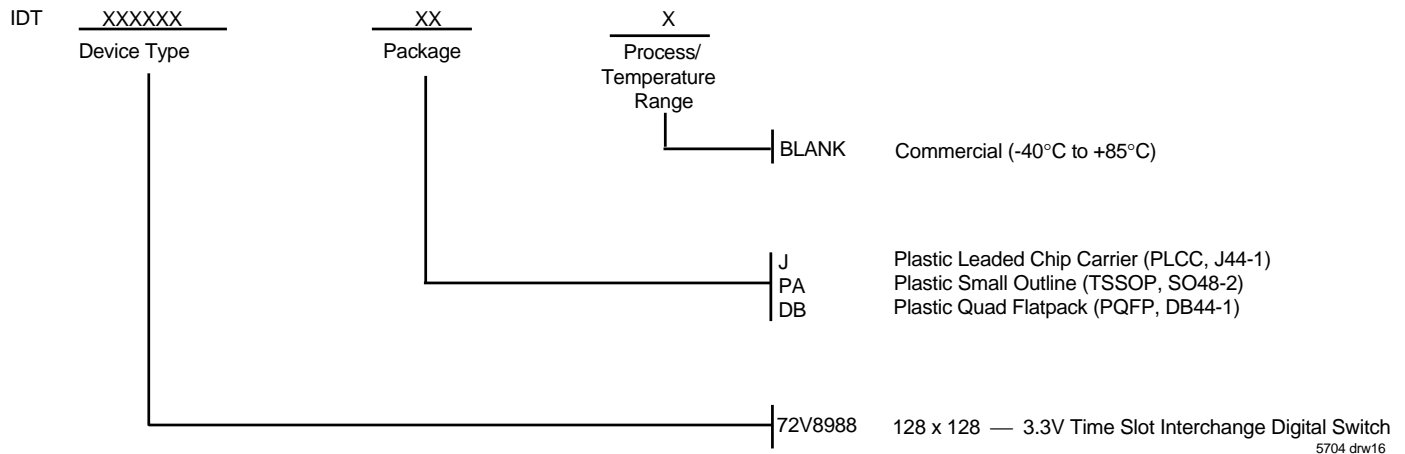 IDT XXXXXX XX X
Device Type Package Process/
Temperature
Range
BLANK Commercial (-40°C to +85°C)
J Plastic Leaded Chip Carrier (PLCC, J44-1)
PA Plastic Small Outline (TSSOP, SO48-2)
DB Plastic Quad Flatpack (PQFP, DB44-1)
72V8988 128 x 128 — 3.3V Time Slot Interchange Digital Switch
5704 drw16